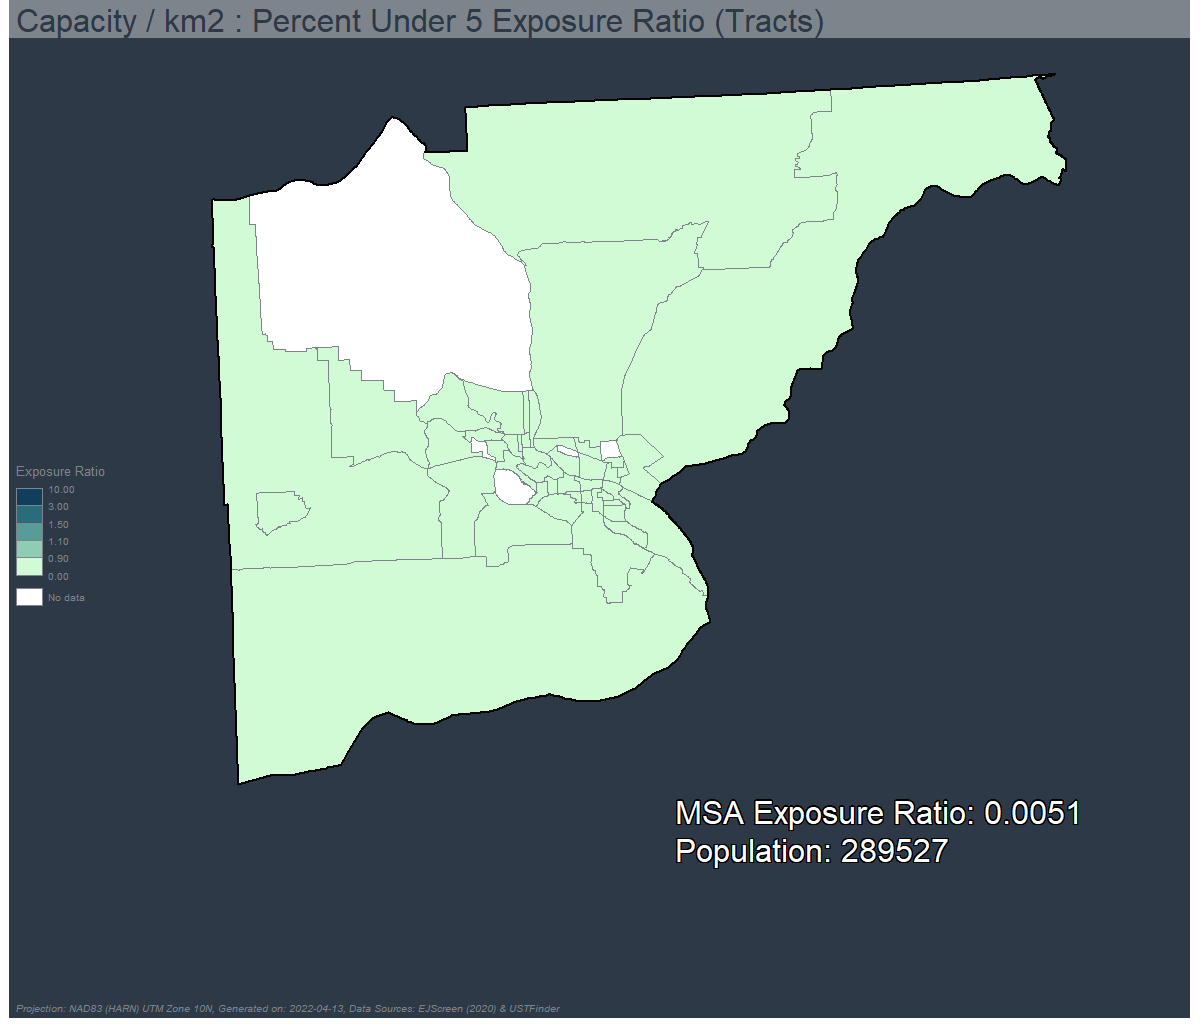 Capacity / km2 : Percent Under 5 Exposure Ratio (Tracts)
Exposure Ratio
10.00
3.00
1.50
1.10
0.90
0.00
No data
MSA Exposure Ratio: 0.0051
Population: 289527
Projection: NAD83 (HARN) UTM Zone 10N, Generated on: 2022-04-13, Data Sources: EJScreen (2020) & USTFinder